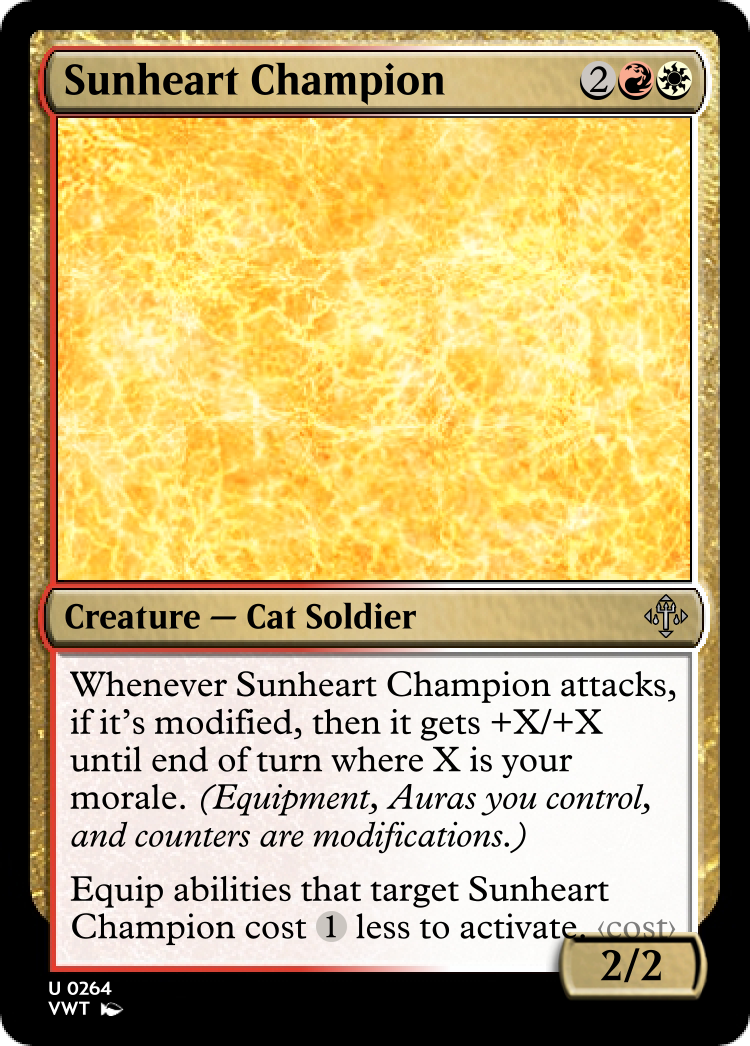 Sunheart Champion 2
Creature — Cat Soldier
Whenever Sunheart Champion attacks,
if it's modified, then it gets +X/+X
until end of turn where X is your
morale. (Equipment, Auras you control,
and counters are modifications.)
Equip abilities that target Sunheart
Champion cost 1 less to activate. ‹cost›
2/2
U 0264
VWT